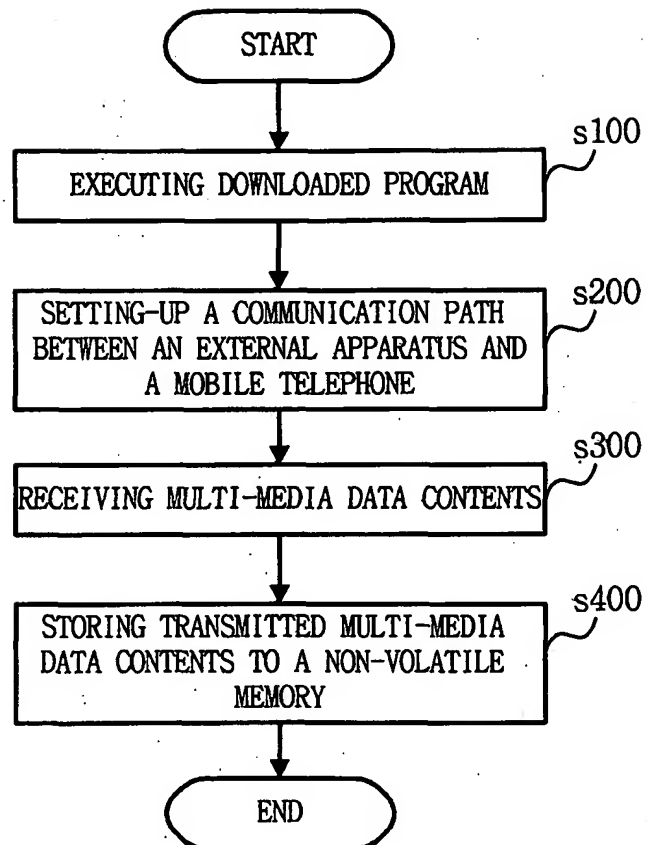 START
s100
EXECUTING DOWNLOADED PROGRAM
s200
SETTING-UP A COMMUNICATION PATH
BETWEEN AN EXTERNAL APPARATUS AND
A MOBILE TELEPHONE
s300
RECEIVING MULTI-MEDIA DATA CONTENTS
s400
STORING TRANSMITTED MULTI-MEDIA
DATA CONTENTS TO A NON-VOLATILE
MEMORY
END